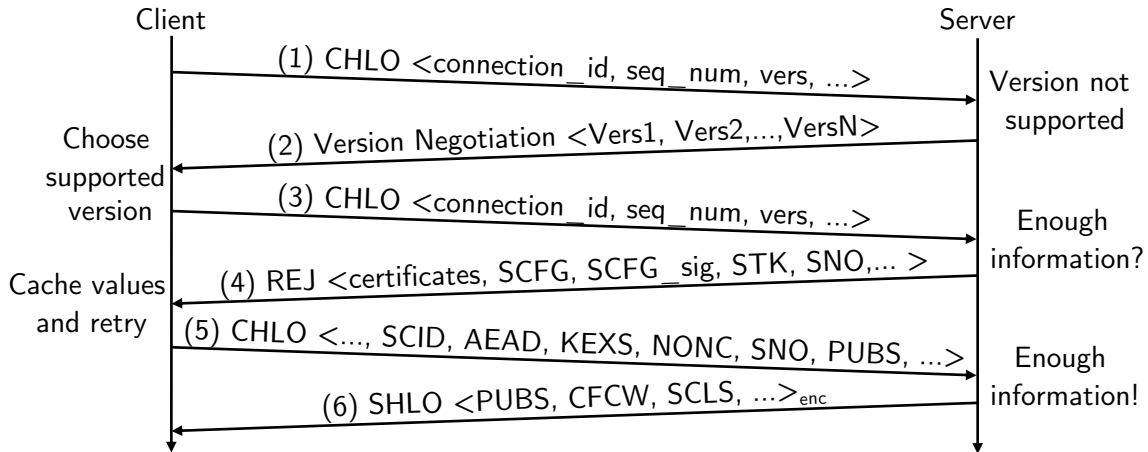 Client
Server
(1) CHLO <connection_id, seq_num, vers, ...>
Version not
supported
(2) Version Negotiation <Vers1, Vers2,...,VersN>
Choose
supported
version
(3) CHLO <connection_id, seq_num, vers, ...>
Enough
information?
(4) REJ <certificates, SCFG, SCFG_sig, STK, SNO,... >
Cache values
and retry
(5) CHLO <..., SCID, AEAD, KEXS, NONC, SNO, PUBS, ...>
Enough
information!
(6) SHLO <PUBS, CFCW, SCLS, ...>enc